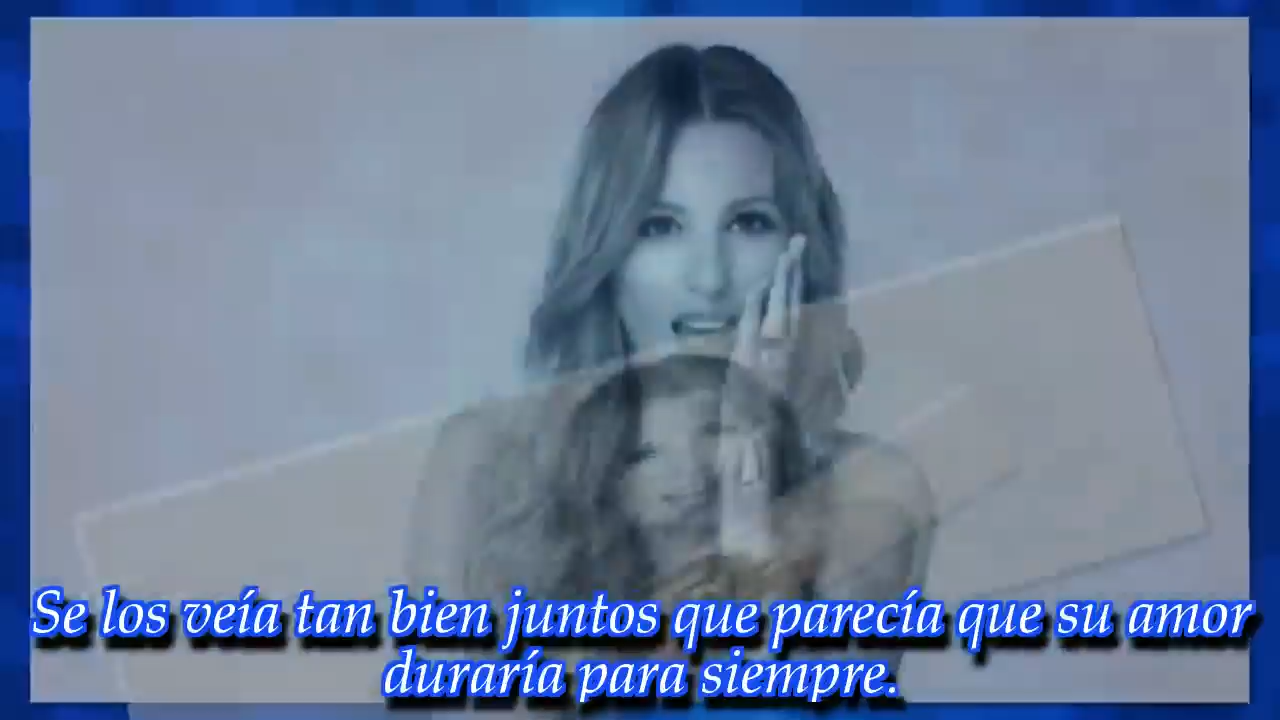 Se los veía tan bien juntos que parecía que su amor
duraría para siempre.